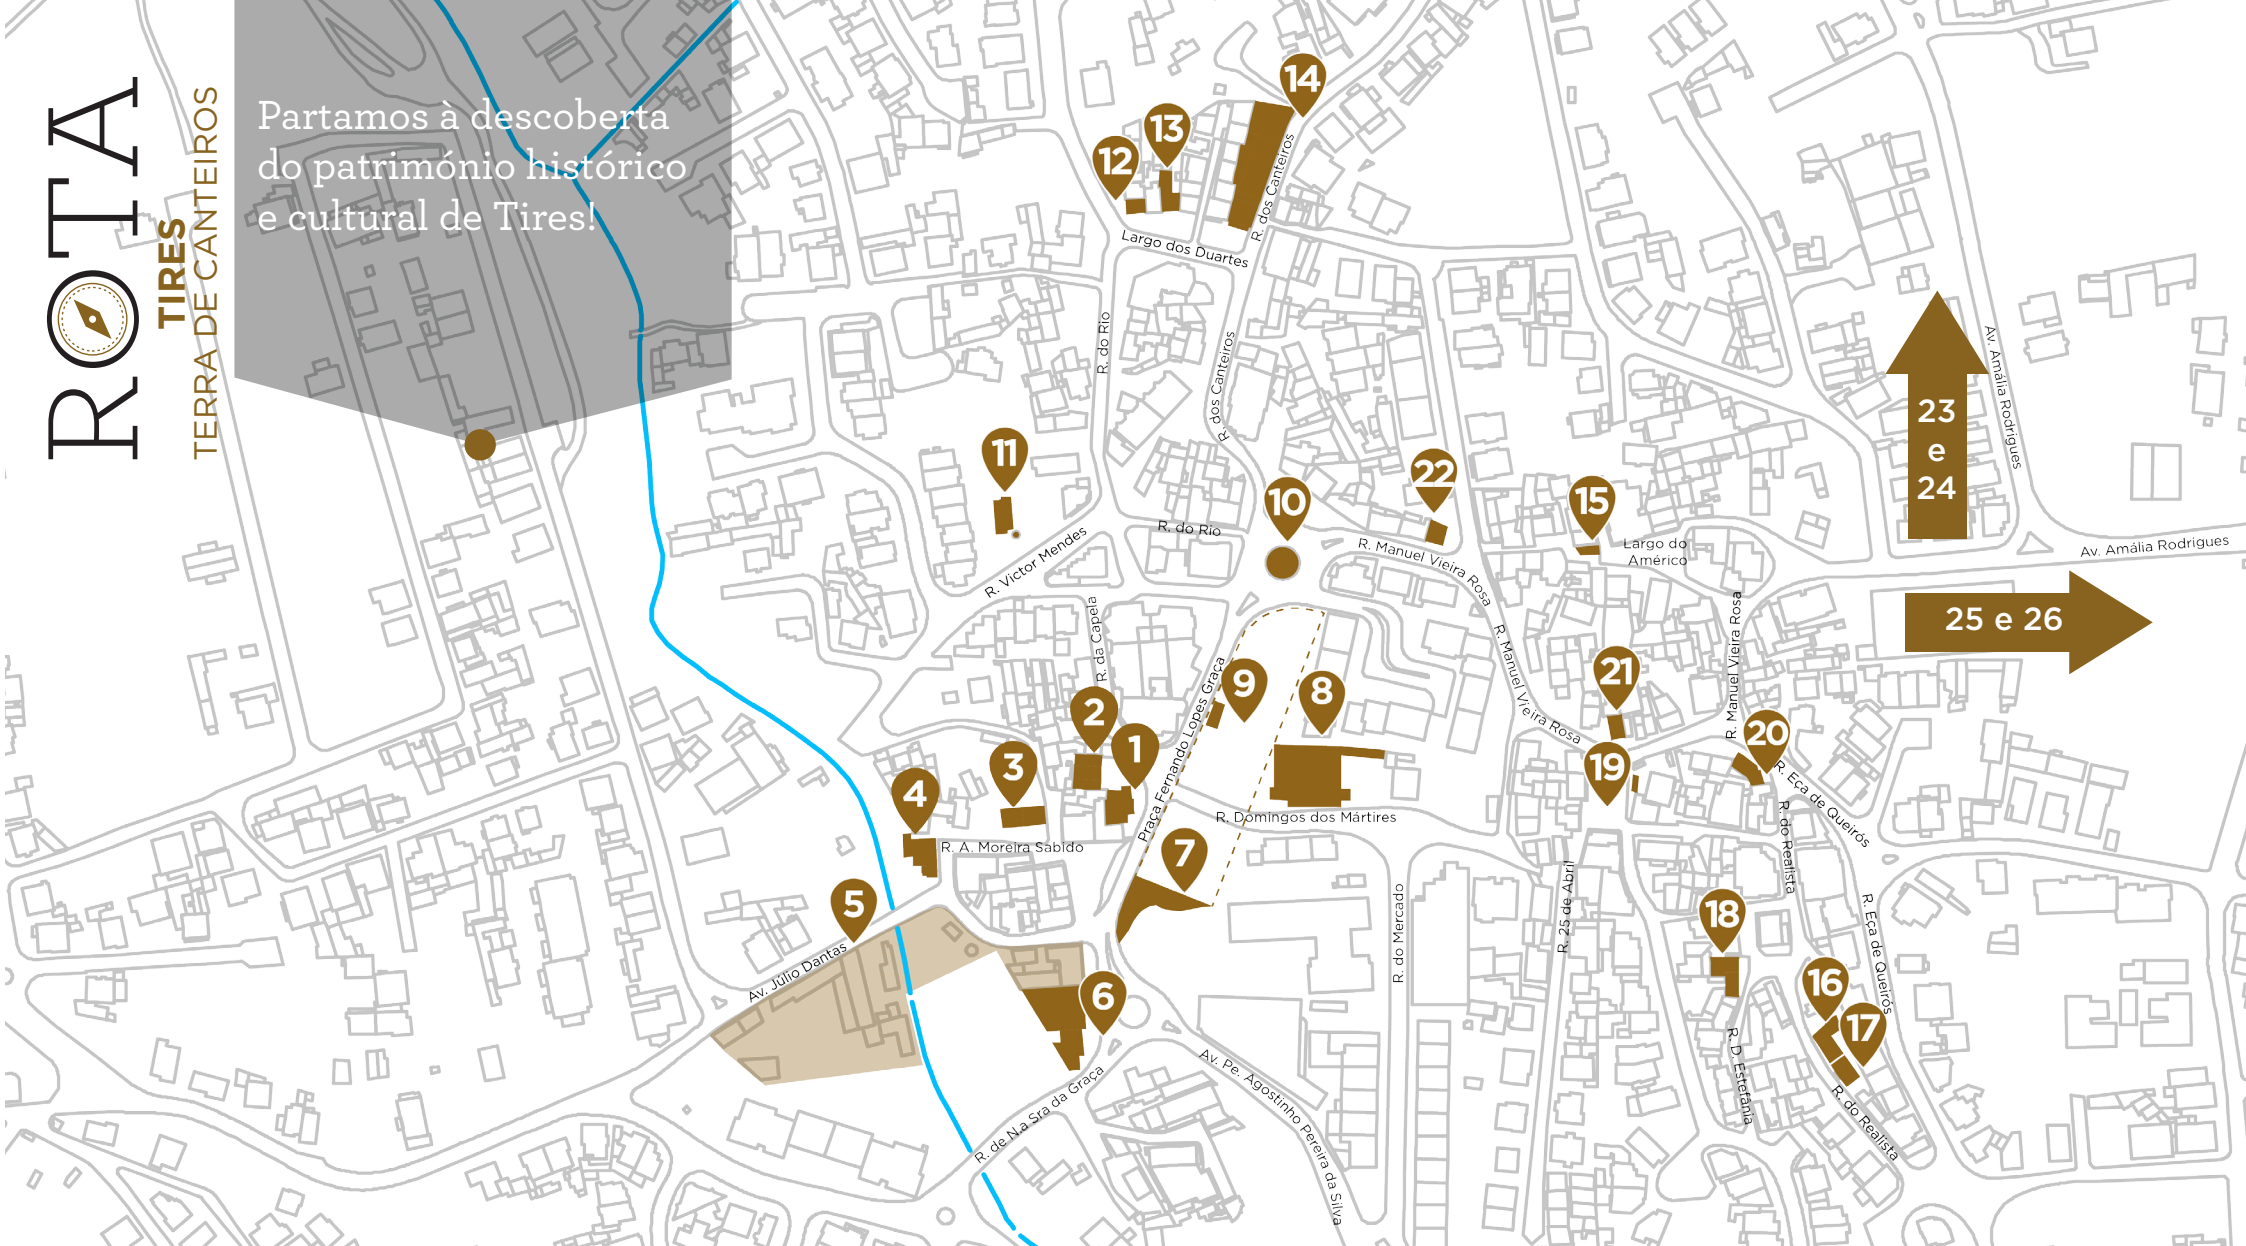 ROTA
TIRES
TERRA DE CANTEIROS
Partamos à descoberta
do património histórico
e cultural de Tires!
14
13
12
R. dos Canteiros
Largo dos Duartes
R. do Rio
R. dos Canteiros
Av. Amália Rodrigues
23
e
24
11
22
10
15
R. do Rio
R. Victor Mendes
R. Manuel Vieira Rosa
Largo do
Américo
Av. Amália Rodrigues
25 e 26
R. da Capela
R. Manuel Vieira Rosa
R. Manuel Vieira Rosa
21
9
8
2
1
Praça Fernando Lopes Graça
20
19
3
4
R. Eça de Queirós
R. Domingos dos Mártires
R. A. Moreira Sabido
7
R. do Realista
5
R. do Mercado
R. 25 de Abril
18
R. Eça de Queirós
Av. Júlio Dantas
6
16
17
R. D. Estefânia
R. do Realista
R. de N.a Sra da Graça
Av. Pe. Agostinho Pereira da Silva